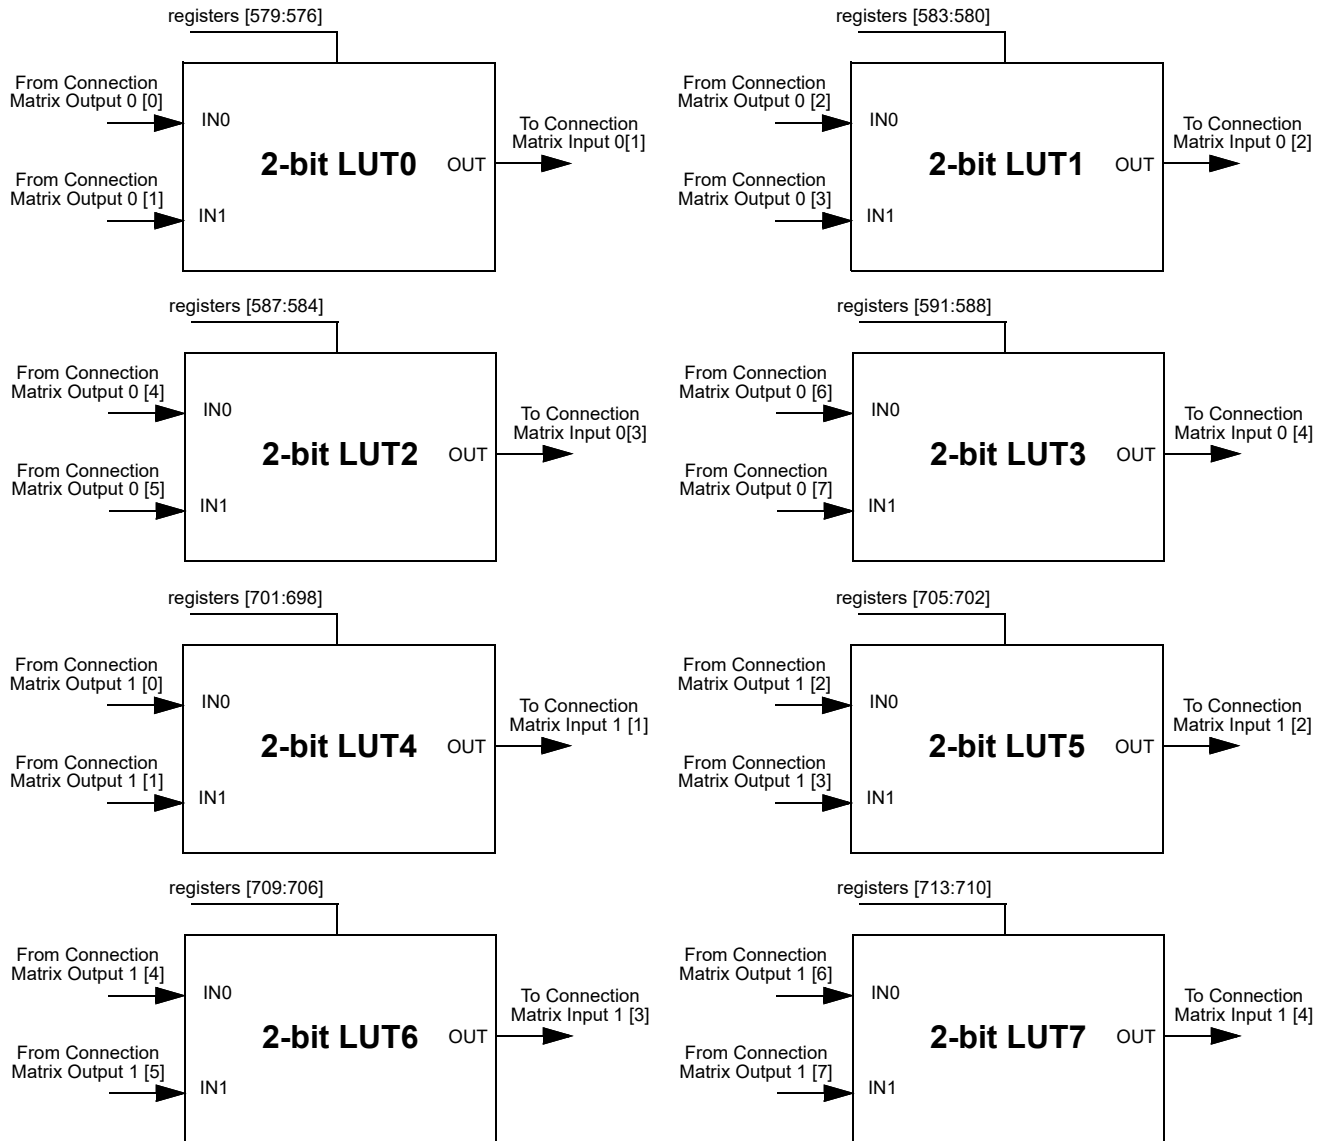 registers [579:576]
From Connection
Matrix Output 0 [0]
IN0
From Connection
Matrix Output 0 [1]
IN1
2-bit LUT0
OUT
To Connection
Matrix Input 0[1]
registers [583:580]
From Connection
Matrix Output 0 [2]
IN0
From Connection
Matrix Output 0 [3]
IN1
2-bit LUT1
OUT
To Connection
Matrix Input 0 [2]
registers [587:584]
From Connection
Matrix Output 0 [4]
IN0
From Connection
Matrix Output 0 [5]
IN1
2-bit LUT2
OUT
To Connection
Matrix Input 0[3]
registers [591:588]
From Connection
Matrix Output 0 [6]
IN0
From Connection
Matrix Output 0 [7]
IN1
2-bit LUT3
OUT
To Connection
Matrix Input 0 [4]
registers [701:698]
From Connection
Matrix Output 1 [0]
IN0
From Connection
Matrix Output 1 [1]
IN1
2-bit LUT4
OUT
To Connection
Matrix Input 1 [1]
registers [705:702]
From Connection
Matrix Output 1 [2]
IN0
From Connection
Matrix Output 1 [3]
IN1
2-bit LUT5
OUT
To Connection
Matrix Input 1 [2]
registers [709:706]
From Connection
Matrix Output 1 [4]
IN0
From Connection
Matrix Output 1 [5]
IN1
2-bit LUT6
OUT
To Connection
Matrix Input 1 [3]
registers [713:710]
From Connection
Matrix Output 1 [6]
IN0
From Connection
Matrix Output 1 [7]
IN1
2-bit LUT7
OUT
To Connection
Matrix Input 1 [4]